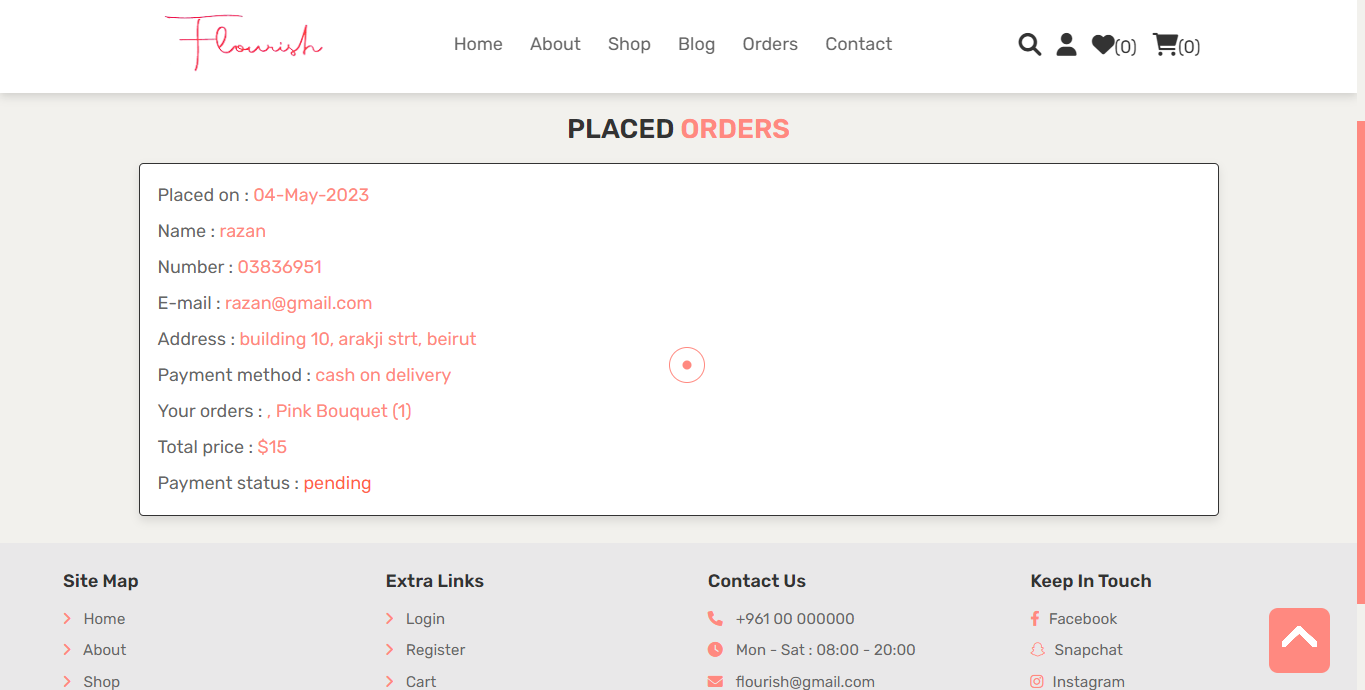 Flourish
Home About Shop Blog Orders Contact (0) (0)
PLACED ORDERS
Placed on : 04-May-2023
Name : razan
Number : 03836951
E-mail : razan@gmail.com
Address : building 10, arakji strt, beirut
Payment method : cash on delivery
Your orders : , Pink Bouquet (1)
Total price : $15
Payment status : pending
Site Map
Home
About
Shop
Extra Links
Login
Register
Cart
Contact Us
+961 00 000000
Mon - Sat : 08:00 - 20:00
flourish@gmail.com
Keep In Touch
Facebook
Snapchat
Instagram